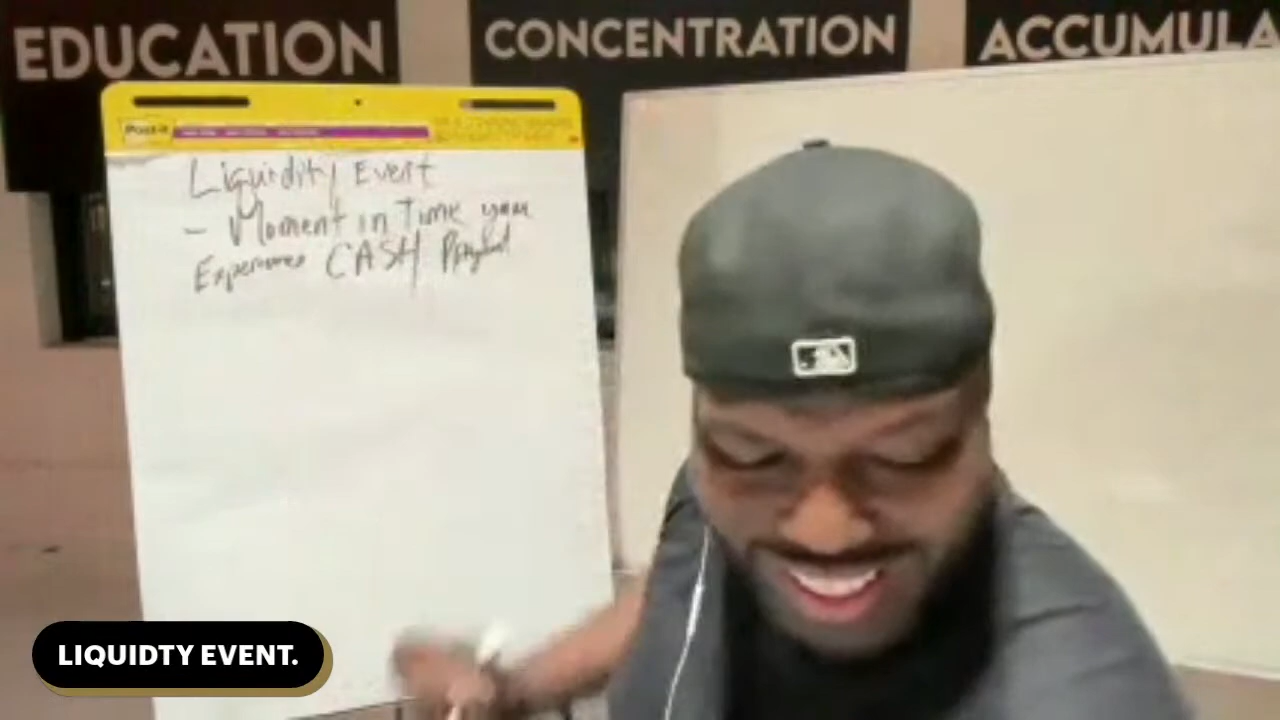 EDUCATION
CONCENTRATION
ACCUMULA
Post-it
Liquidity Event
- Moment in Time you
Experience CASH
LIQUIDTY EVENT.